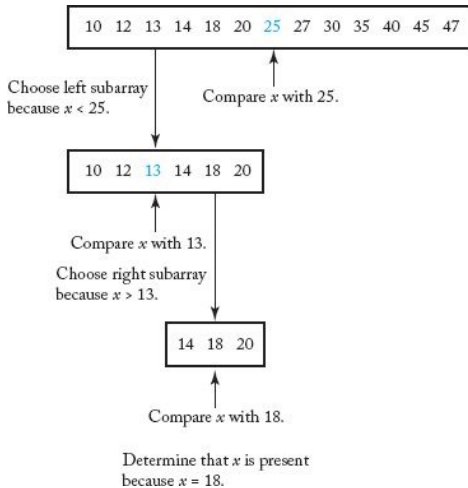 10 12 13 14 18 20 25 27 30 35 40 45 47
Choose left subarray
because x < 25.
Compare x with 25.
10 12 13 14 18 20
Compare x with 13.
Choose right subarray
because x > 13.
14 18 20
Compare x with 18.
Determine that x is present
because x = 18.